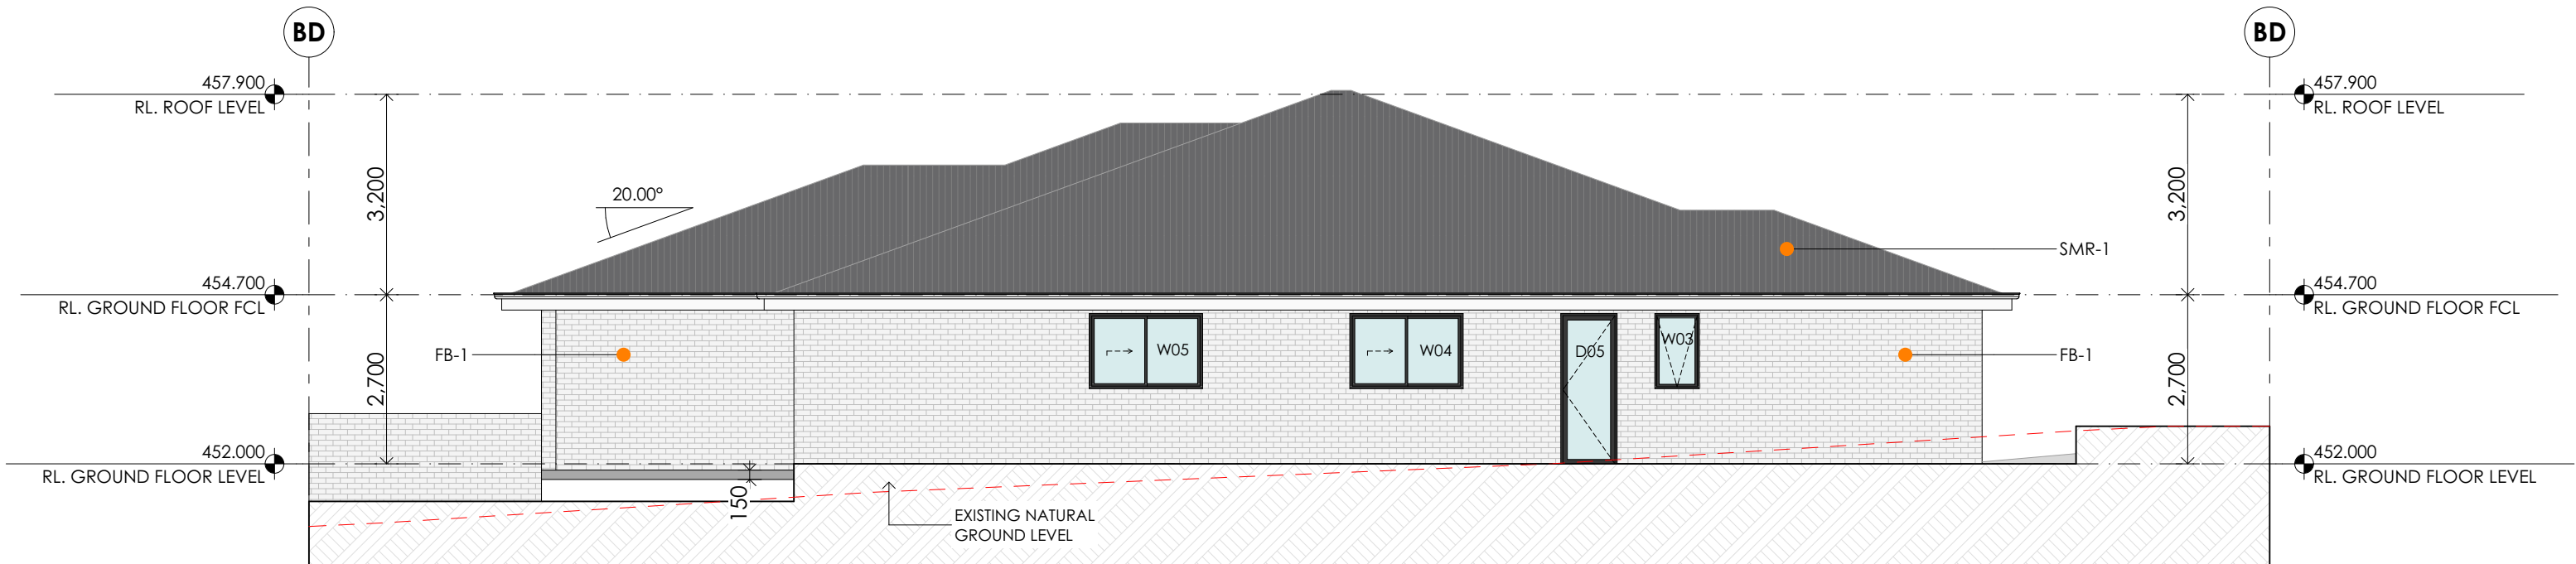 BD
BD
457.900
RL. ROOF LEVEL
457.900
RL. ROOF LEVEL
3,200
3,200
20.00°
SMR-1
454.700
RL. GROUND FLOOR FCL
454.700
RL. GROUND FLOOR FCL
FB-1
W05
W04
D05
W03
FB-1
2,700
2,700
452.000
RL. GROUND FLOOR LEVEL
452.000
RL. GROUND FLOOR LEVEL
150
EXISTING NATURAL
GROUND LEVEL